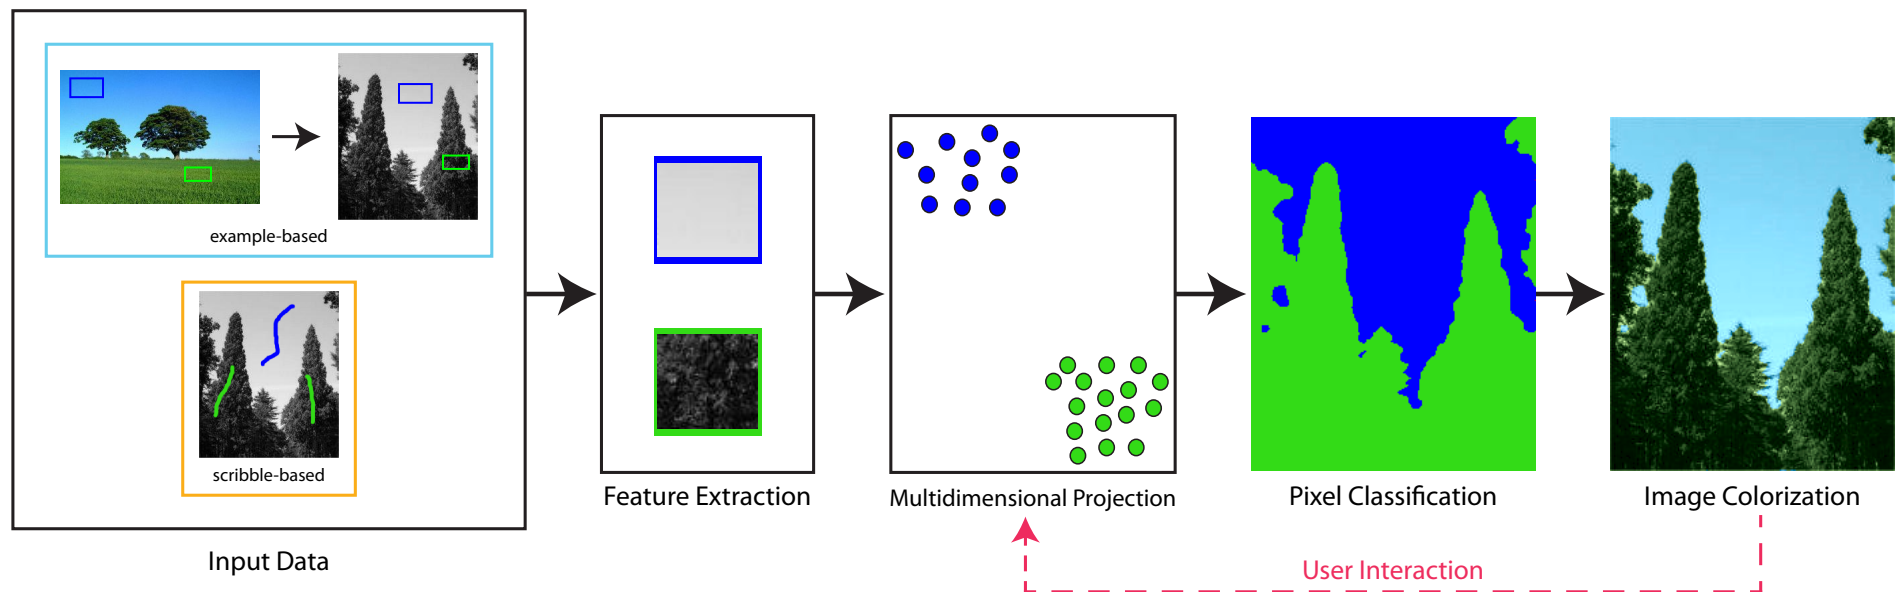 example-based
scribble-based
Input Data
Feature Extraction
Multidimensional Projection
Pixel Classification
Image Colorization
User Interaction